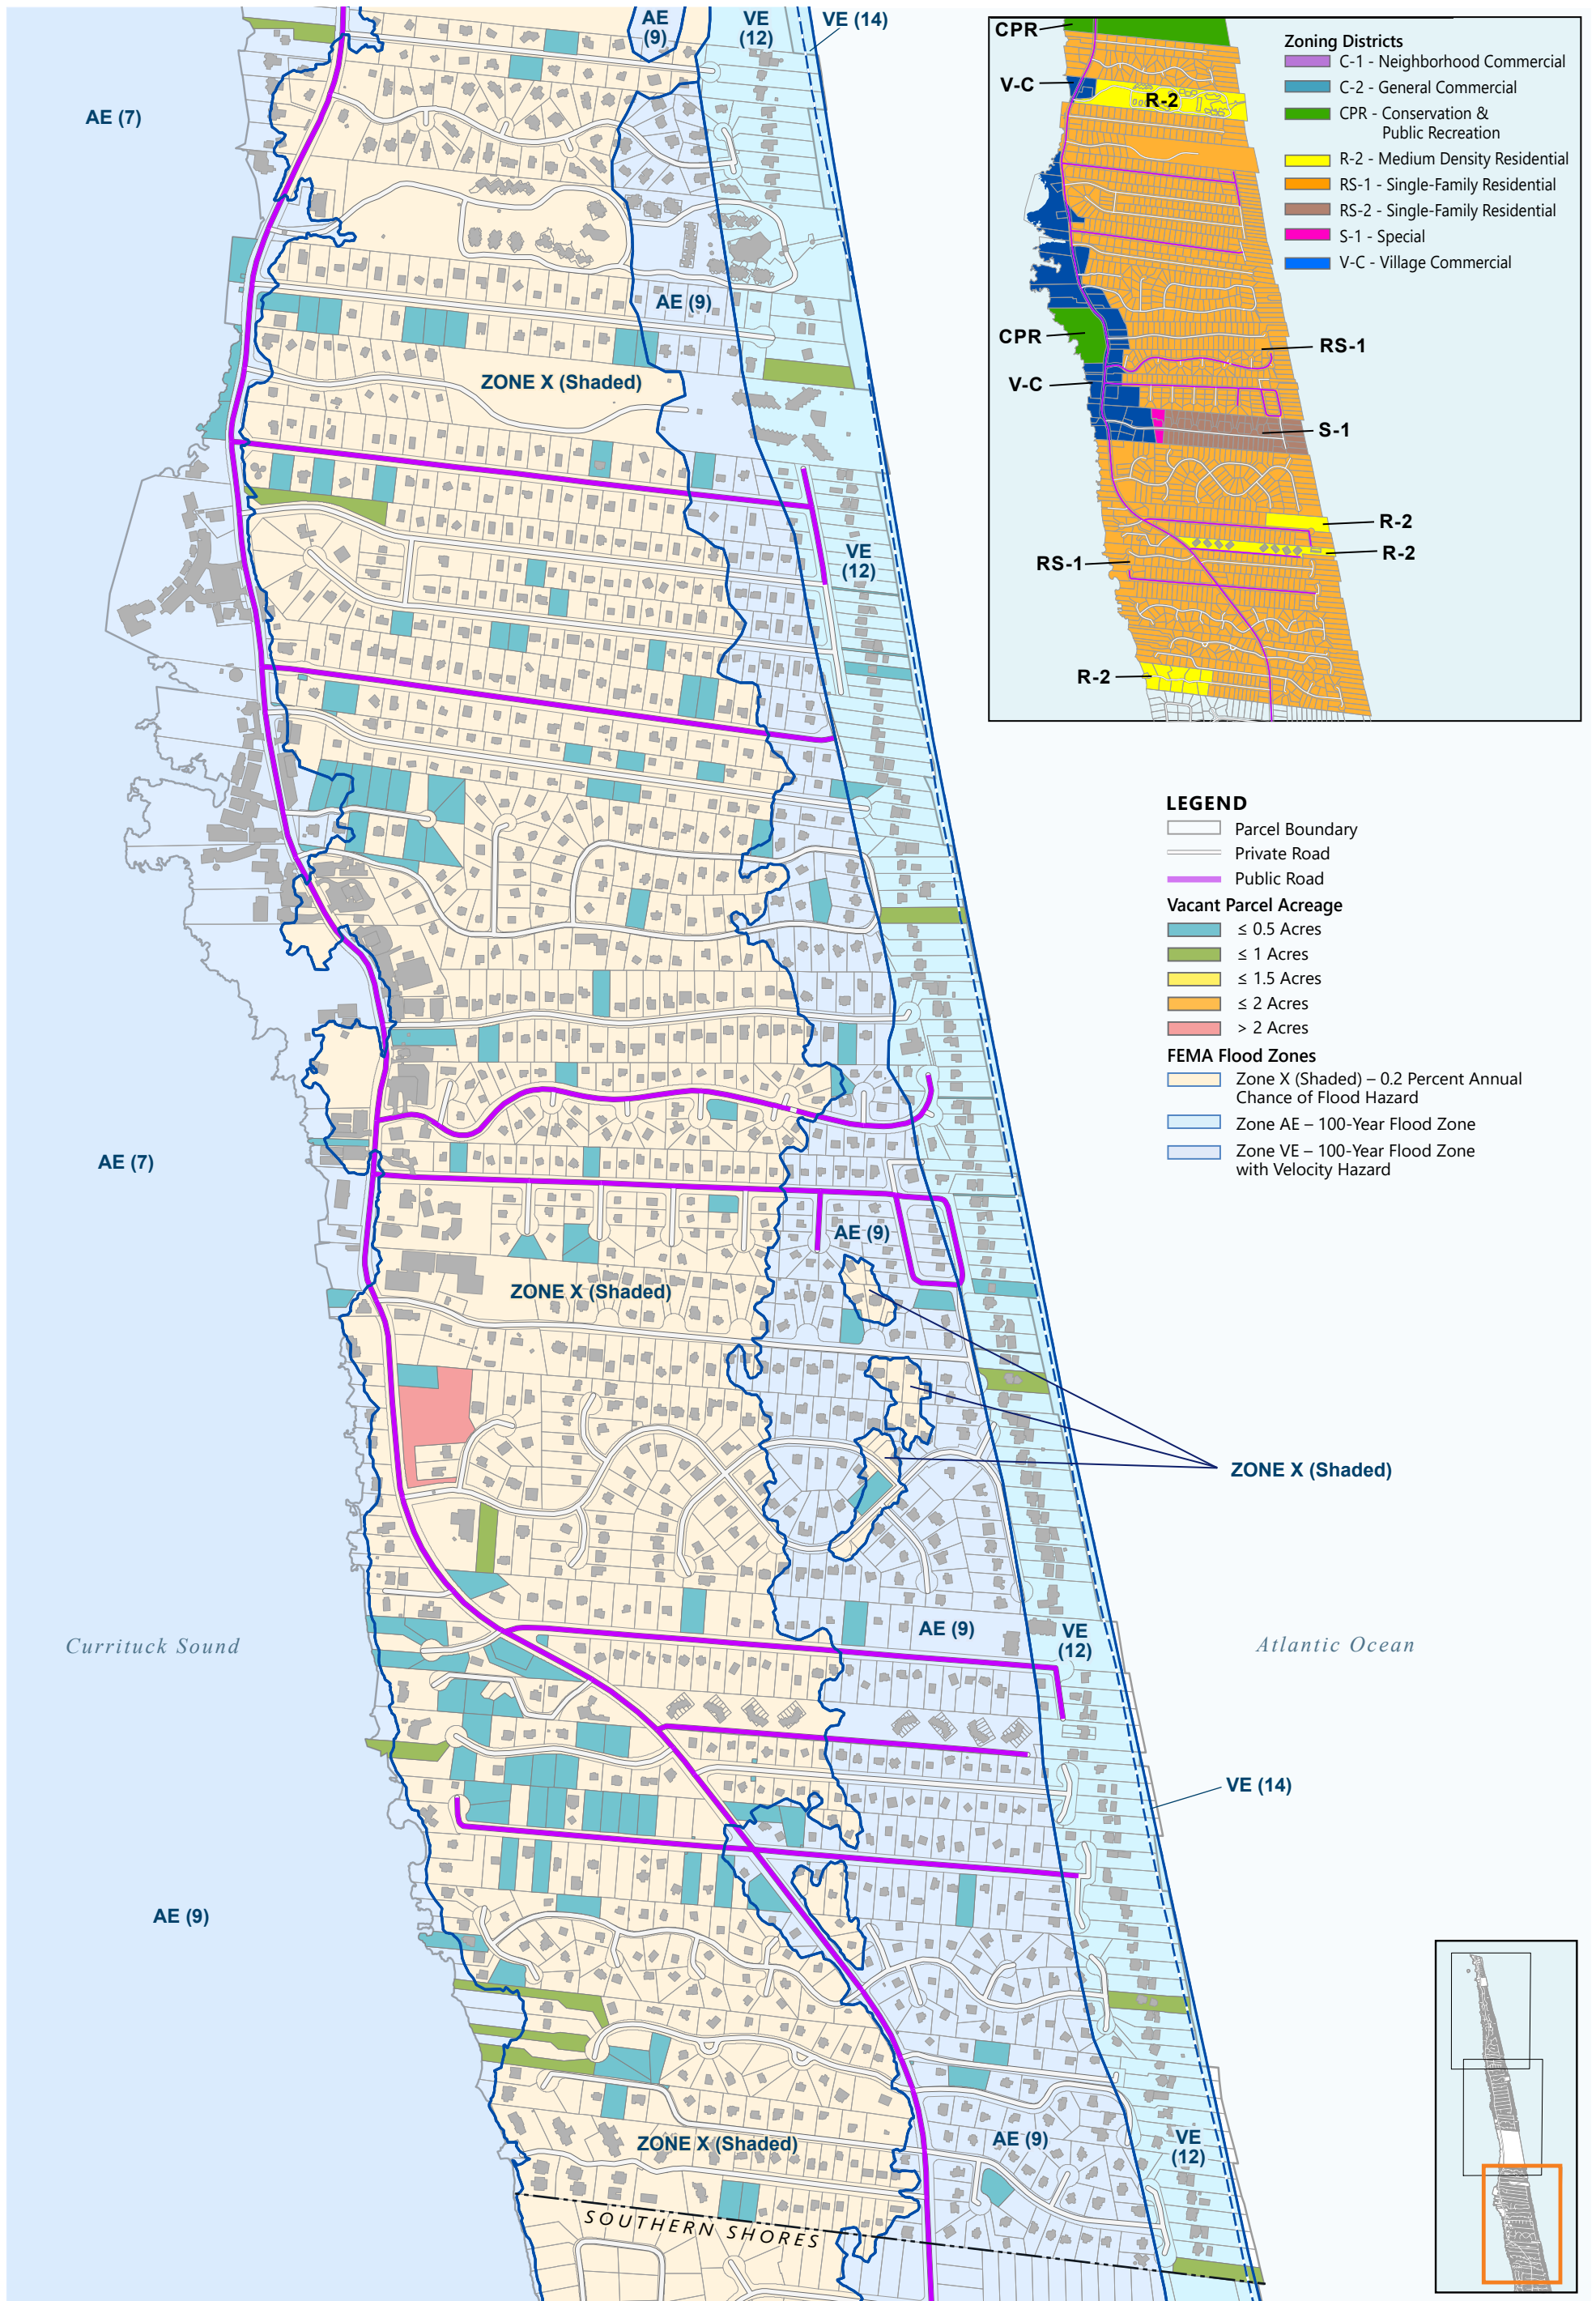 AE
(9)
VE
(12)
VE (14)
AE (7)
AE (9)
ZONE X (Shaded)
VE
(12)
CPR
V-C
R-2
CPR
V-C
RS-1
S-1
R-2
R-2
RS-1
R-2
Zoning Districts
C-1 - Neighborhood Commercial
C-2 - General Commercial
CPR - Conservation &
Public Recreation
R-2 - Medium Density Residential
RS-1 - Single-Family Residential
RS-2 - Single-Family Residential
S-1 - Special
V-C - Village Commercial
LEGEND
Parcel Boundary
Private Road
Public Road
Vacant Parcel Acreage
≤ 0.5 Acres
≤ 1 Acres
≤ 1.5 Acres
≤ 2 Acres
> 2 Acres
FEMA Flood Zones
Zone X (Shaded) – 0.2 Percent Annual
Chance of Flood Hazard
Zone AE – 100-Year Flood Zone
Zone VE – 100-Year Flood Zone
with Velocity Hazard
AE (7)
AE (9)
ZONE X (Shaded)
ZONE X (Shaded)
Currituck Sound
AE (9)
VE
(12)
Atlantic Ocean
VE (14)
AE (9)
ZONE X (Shaded)
AE (9)
VE
(12)
SOUTHERN SHORES